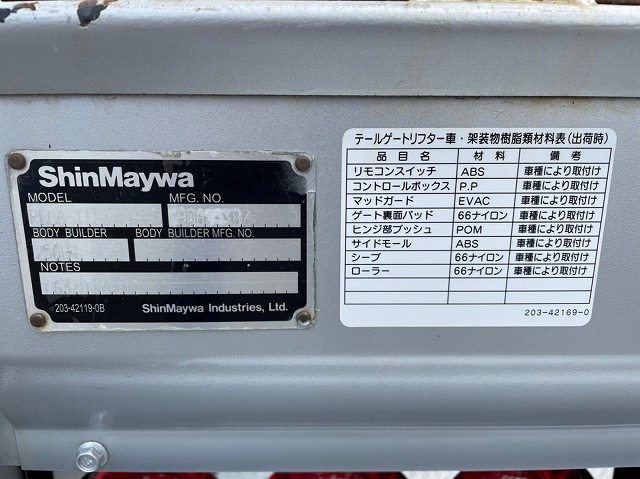 ShinMaywa
MODEL MFG. NO.
BODY BUILDER BODY BUILDER MFG NO.
NOTES
203-42119-0B ShinMaywa Industries, Ltd.
テールゲートリフター車・架装物樹脂類材料表(出荷時)
品目名 材料 備考
リモコンスイッチ ABS 車種により取付け
コントロールボックス P.P 車種により取付け
マッドガード EVAC 車種により取付け
ゲート裏面パッド 66ナイロン 車種により取付け
ヒンジ部ブッシュ POM 車種により取付け
サイドモール ABS 車種により取付け
シーブ 66ナイロン 車種により取付け
ローラー 66ナイロン 車種により取付け
203-42169-0